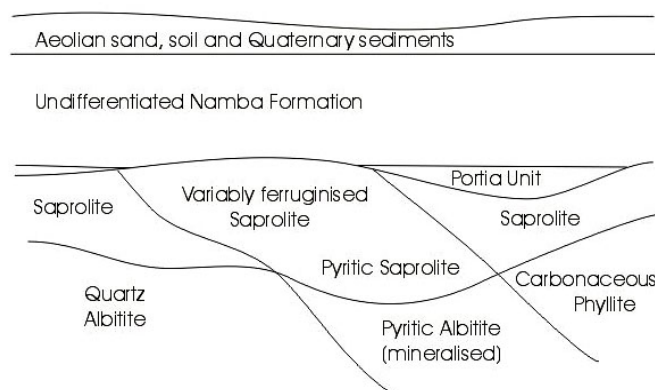 Aeolian sand, soil and Quaternary sediments
Undifferentiated Namba Formation
Portia Unit
Variably ferruginised
Saprolite
Saprolite
Saprolite
Pyritic Saprolite
Carbonaceous
Phyllite
Quartz
Albitite
Pyritic Albitite
(mineralised)